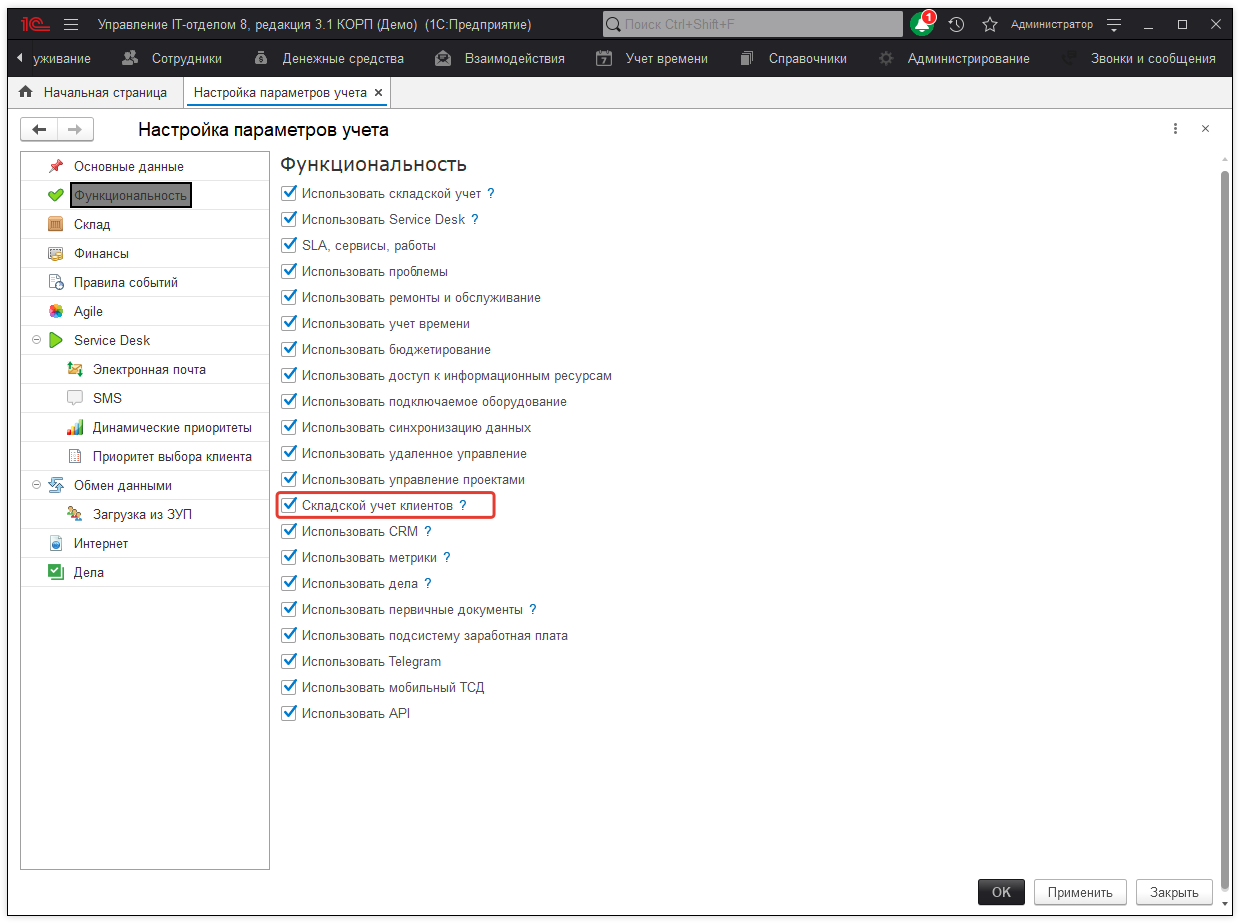 1С Управление IT-отделом 8, редакция 3.1 КОРП (Демо) (1С:Предприятие) Поиск Ctrl+Shift+F 1 Администратор
уживание Сотрудники Денежные средства Взаимодействия 7 Учет времени Справочники Администрирование Звонки и сообщения
Начальная страница Настройка параметров учета ×
Настройка параметров учета
Основные данные
Функциональность
Склад
Финансы
Правила событий
Agile
Service Desk
Электронная почта
SMS
Динамические приоритеты
Приоритет выбора клиента
Обмен данными
Загрузка из ЗУП
Интернет
Дела
Функциональность
Использовать складской учет ?
Использовать Service Desk ?
SLA, сервисы, работы
Использовать проблемы
Использовать ремонты и обслуживание
Использовать учет времени
Использовать бюджетирование
Использовать доступ к информационным ресурсам
Использовать подключаемое оборудование
Использовать синхронизацию данных
Использовать удаленное управление
Использовать управление проектами
Складской учет клиентов ?
Использовать CRM ?
Использовать метрики ?
Использовать дела ?
Использовать первичные документы ?
Использовать подсистему заработная плата
Использовать Telegram
Использовать мобильный ТСД
Использовать API
ОК Применить Закрыть